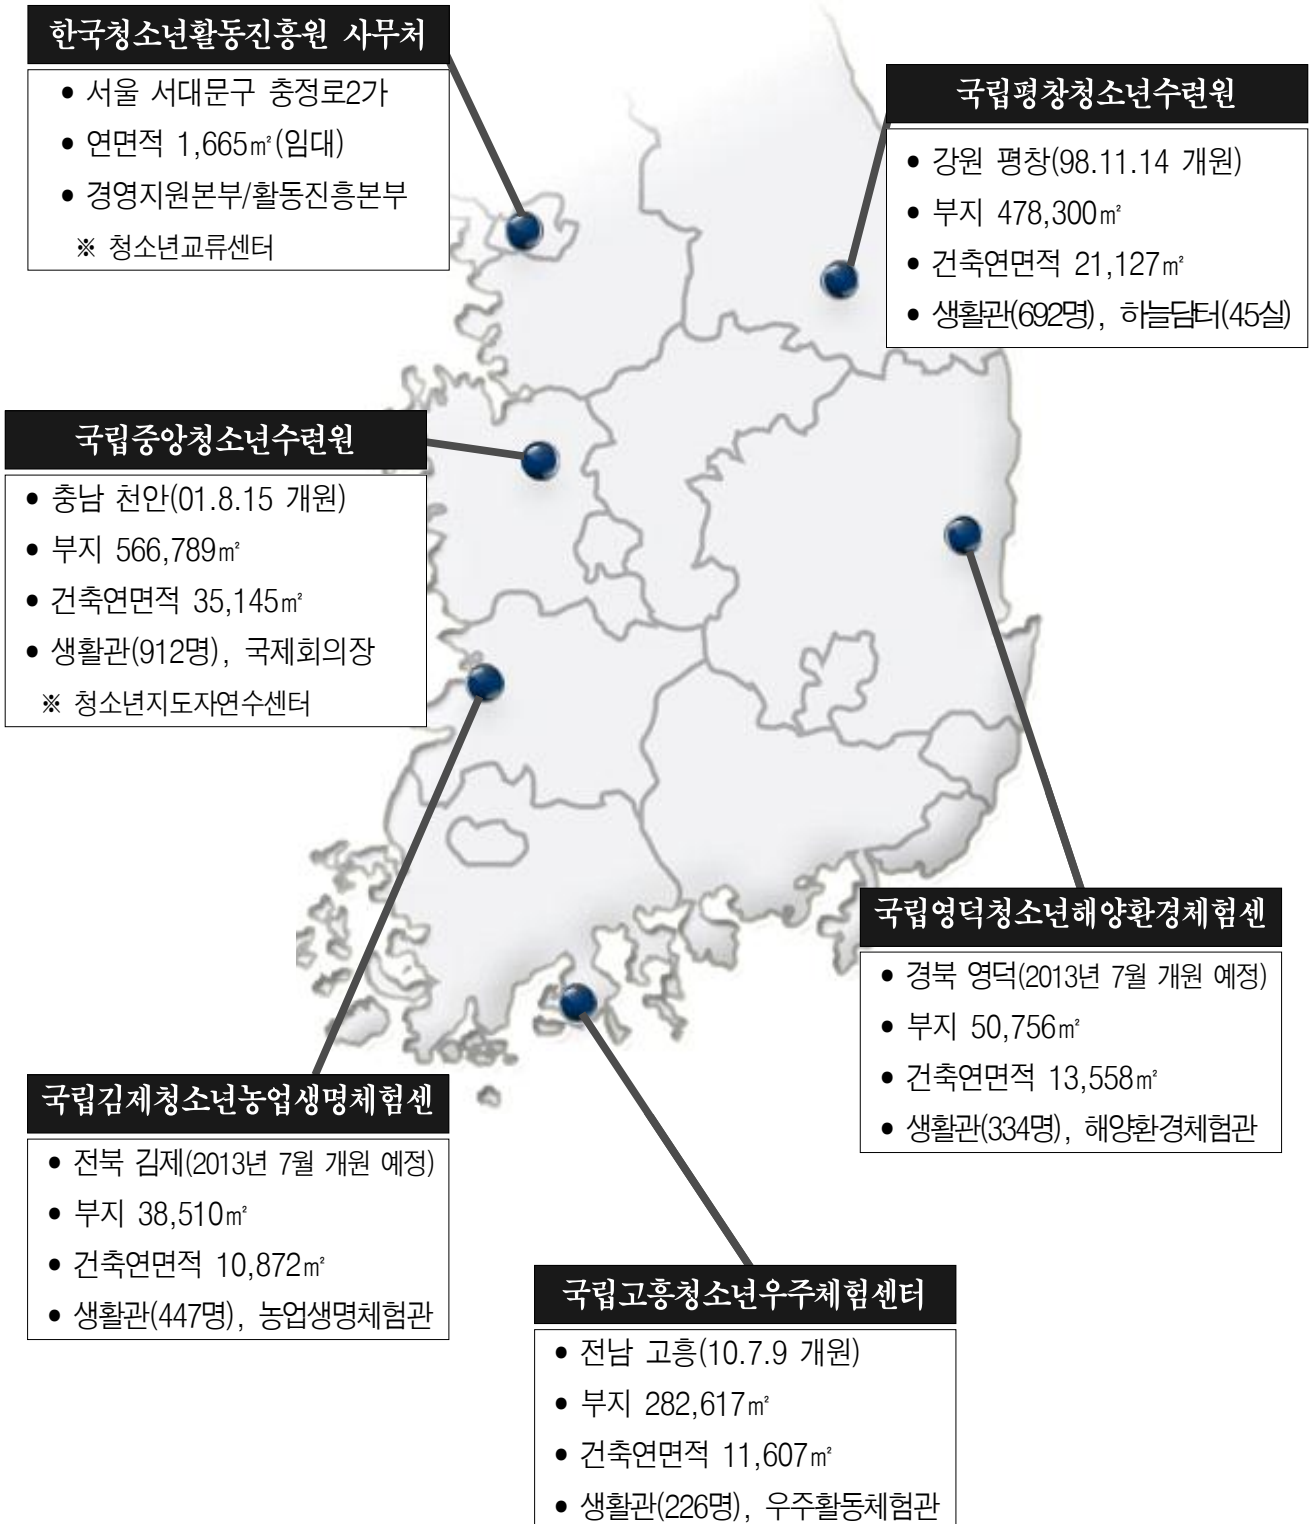 한국청소년활동진흥원 사무처
• 서울 서대문구 충정로2가
• 연면적 1,665㎡(임대)
• 경영지원본부/활동진흥본부
※ 청소년교류센터
국립평창청소년수련원
• 강원 평창(98.11.14 개원)
• 부지 478,300㎡
• 건축연면적 21,127㎡
• 생활관(692명), 하늘담터(45실)
국립중앙청소년수련원
• 충남 천안(01.8.15 개원)
• 부지 566,789㎡
• 건축연면적 35,145㎡
• 생활관(912명), 국제회의장
※ 청소년지도자연수센터
국립영덕청소년해양환경체험센
• 경북 영덕(2013년 7월 개원 예정)
• 부지 50,756㎡
• 건축연면적 13,558㎡
• 생활관(334명), 해양환경체험관
국립김제청소년농업생명체험센
• 전북 김제(2013년 7월 개원 예정)
• 부지 38,510㎡
• 건축연면적 10,872㎡
• 생활관(447명), 농업생명체험관
국립고흥청소년우주체험센터
• 전남 고흥(10.7.9 개원)
• 부지 282,617㎡
• 건축연면적 11,607㎡
• 생활관(226명), 우주활동체험관